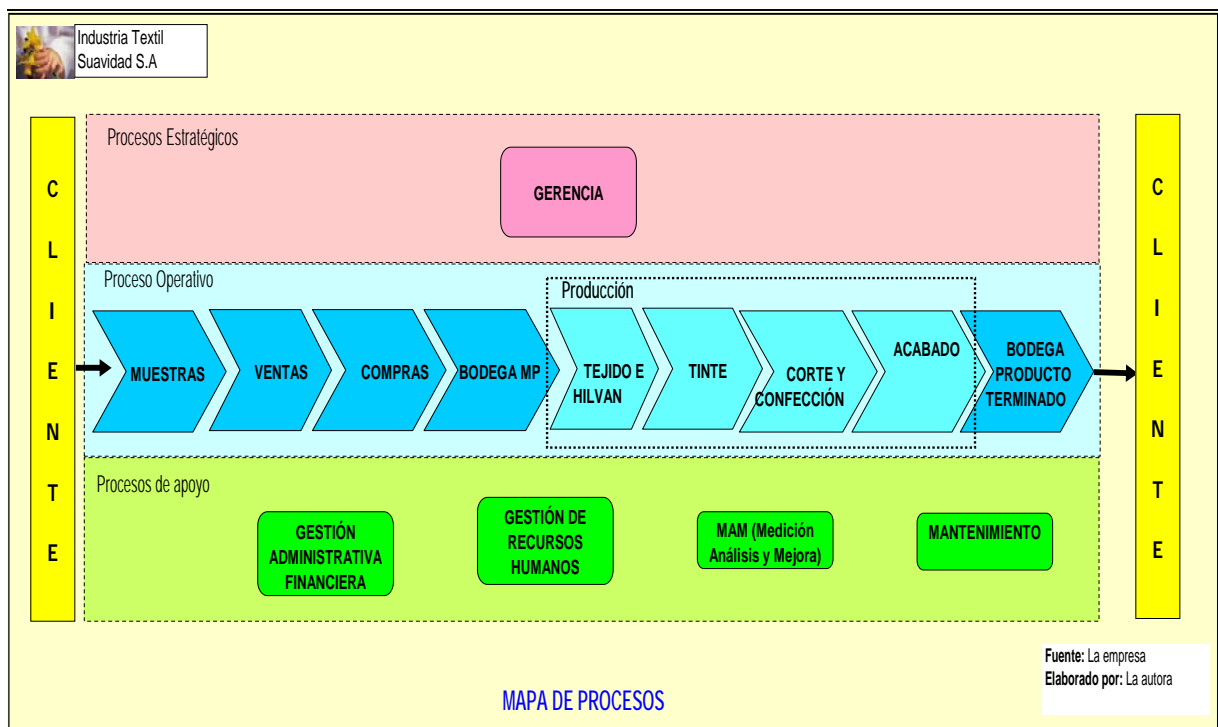 Industria Textil
Suavidad S.A
C
L
I
E
N
T
E
Procesos Estratégicos
GERENCIA
Proceso Operativo
Producción
MUESTRAS
VENTAS
COMPRAS
BODEGA MP
TEJIDO E
HILVAN
TINTE
CORTE Y
CONFECCIÓN
ACABADO
BODEGA
PRODUCTO
TERMINADO
Procesos de apoyo
GESTIÓN
ADMINISTRATIVA
FINANCIERA
GESTIÓN DE
RECURSOS
HUMANOS
MAM (Medición
Análisis y Mejora)
MANTENIMIENTO
C
L
I
E
N
T
E
Fuente: La empresa
Elaborado por: La autora
MAPA DE PROCESOS